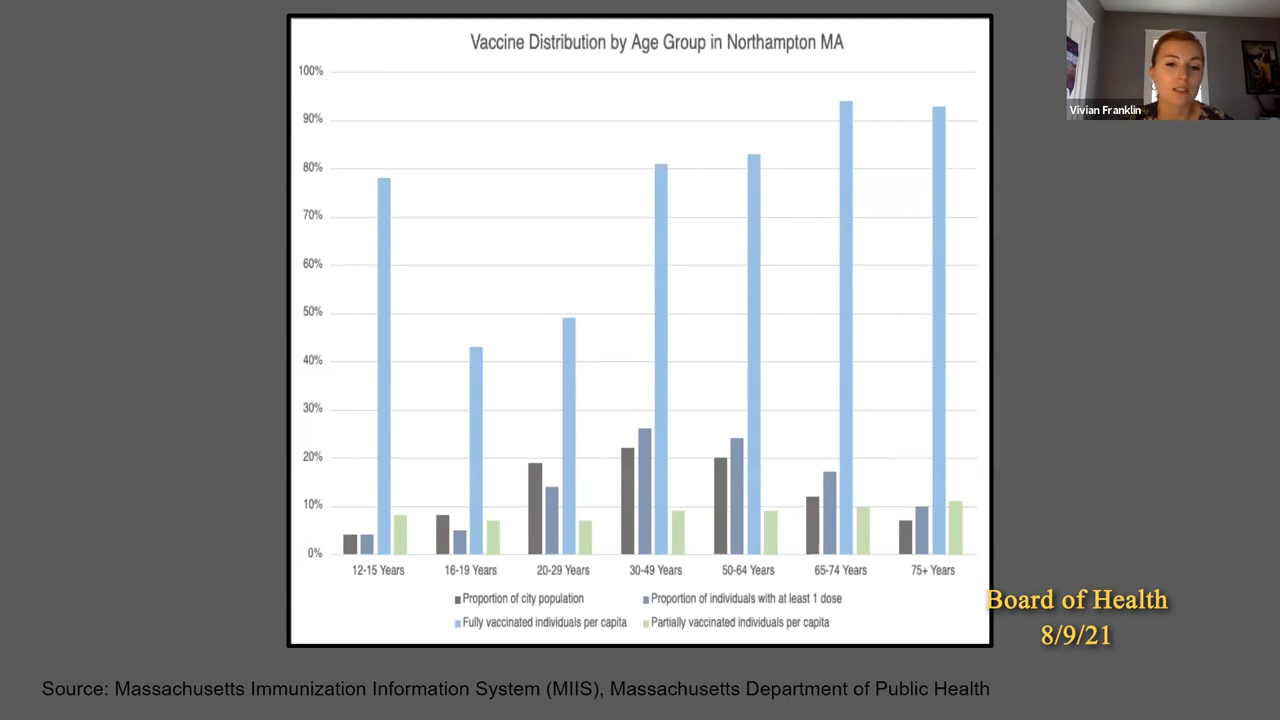 Vaccine Distribution by Age Group in Northampton MA
100%
90%
80%
70%
60%
50%
40%
30%
20%
10%
0%
12-15 Years 16-19 Years 20-29 Years 30-49 Years 50-64 Years 65-74 Years 75+ Years
Proportion of city population Proportion of individuals with at least 1 dose
Fully vaccinated individuals per capita Partially vaccinated individuals per capita
Vivian Franklin
Board of Health
8/9/21
Source: Massachusetts Immunization Information System (MIIS), Massachusetts Department of Public Health